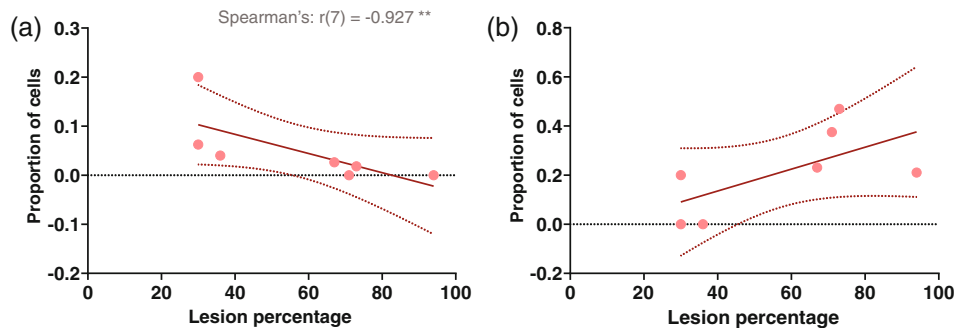 Spearman's: r(7) = -0.927 **
(a)
Proportion of cells
0.3
0.2
0.1
0.0
-0.1
-0.2
0 20 40 60 80 100
Lesion percentage
(b)
Proportion of cells
0.8
0.6
0.4
0.2
0.0
-0.2
0 20 40 60 80 100
Lesion percentage